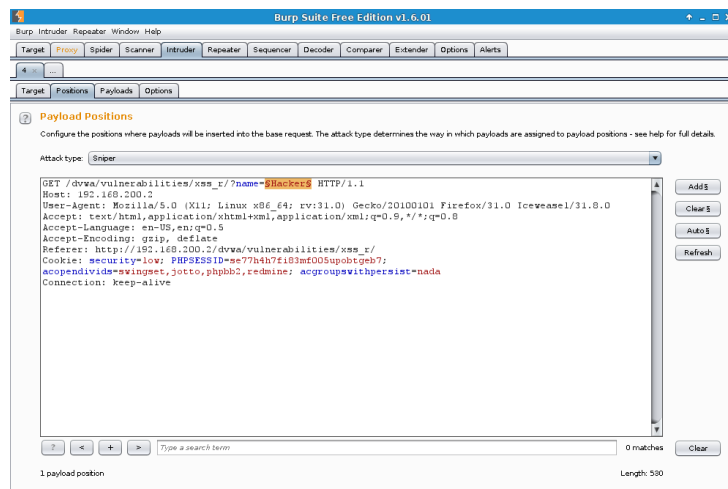 Burp Suite Free Edition v1.6.01
Burp Intruder Repeater Window Help
Target Proxy Spider Scanner Intruder Repeater Sequencer Decoder Comparer Extender Options Alerts
4 × ...
Target Positions Payloads Options
? Payload Positions
Configure the positions where payloads will be inserted into the base request. The attack type determines the way in which payloads are assigned to payload positions - see help for full details.
Attack type: Sniper
GET /dvwa/vulnerabilities/xss_r/?name=§Hacker§ HTTP/1.1
Host: 192.168.200.2
User-Agent: Mozilla/5.0 (X11; Linux x86_64; rv:31.0) Gecko/20100101 Firefox/31.0 Iceweasel/31.8.0
Accept: text/html,application/xhtml+xml,application/xml;q=0.9,*/*;q=0.8
Accept-Language: en-US,en;q=0.5
Accept-Encoding: gzip, deflate
Referer: http://192.168.200.2/dvwa/vulnerabilities/xss_r/
Cookie: security=low; PHPSESSID=se77h4h7fi83mf005upobtgeb7;
acopendivids=swingset,jotto,phpbb2,redmine; acgroupswithpersist=nada
Connection: keep-alive
Add §
Clear §
Auto §
Refresh
? < + > Type a search term 0 matches Clear
1 payload position Length: 530